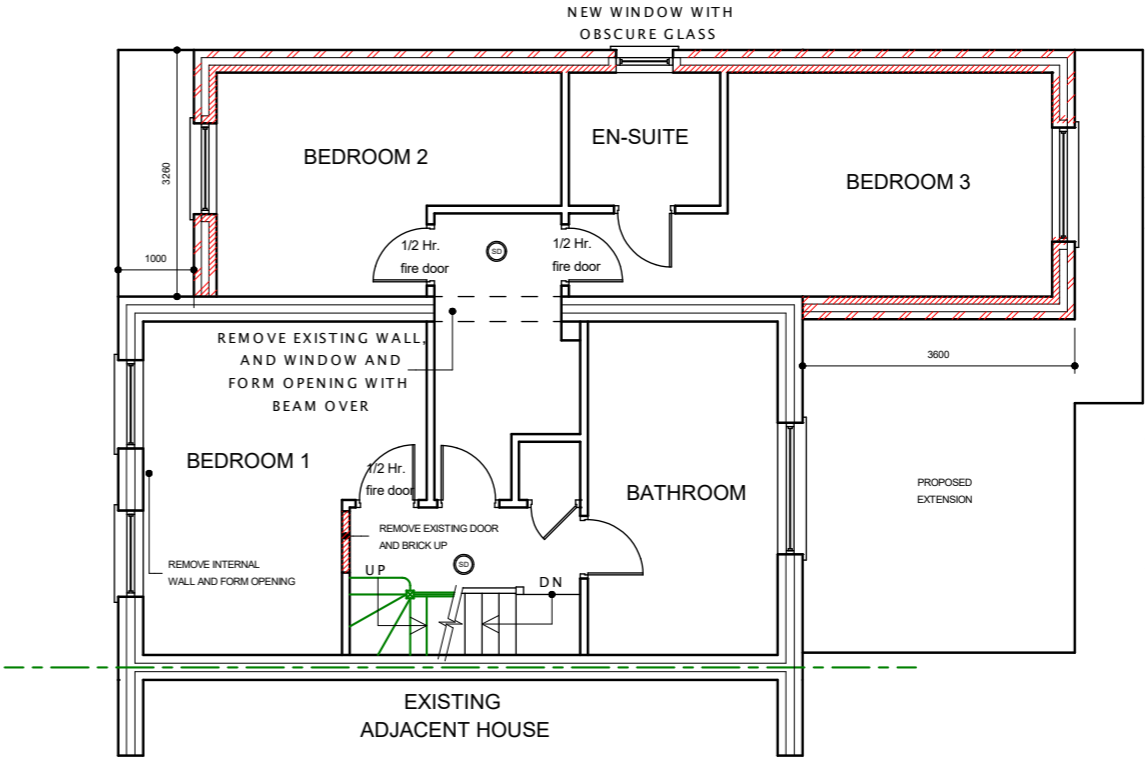 NEW WINDOW WITH
OBSCURE GLASS
EN-SUITE
BEDROOM 2
BEDROOM 3
3260
1/2 Hr.
fire door
SD
1/2 Hr.
fire door
1000
REMOVE EXISTING WALL,
AND WINDOW AND
FORM OPENING WITH
BEAM OVER
3600
BEDROOM 1
1/2 Hr.
fire door
BATHROOM
PROPOSED
EXTENSION
REMOVE EXISTING DOOR
AND BRICK UP
REMOVE INTERNAL
WALL AND FORM OPENING
SD
UP
DN
EXISTING
ADJACENT HOUSE